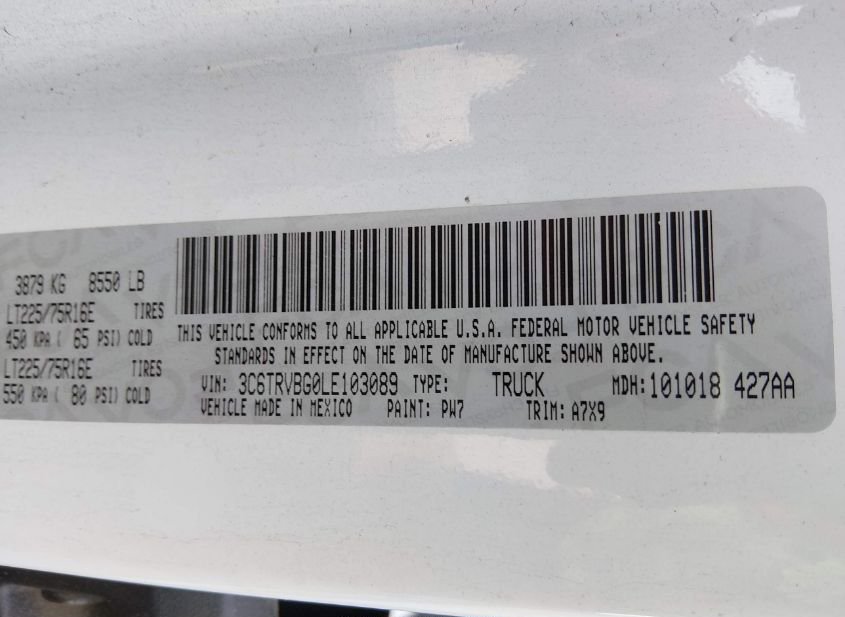 3879 KG 8550 LB
LT225/75R16E TIRES
450 KPA ( 65 PSI) COLD
LT225/75R16E TIRES
550 KPA ( 80 PSI) COLD
THIS VEHICLE CONFORMS TO ALL APPLICABLE U.S.A. FEDERAL MOTOR VEHICLE SAFETY
STANDARDS IN EFFECT ON THE DATE OF MANUFACTURE SHOWN ABOVE.
VIN: 3C6TRVBG0LE103089 TYPE: TRUCK MDH: 101018 427AA
VEHICLE MADE IN MEXICO PAINT: PW7 TRIM: A7X9